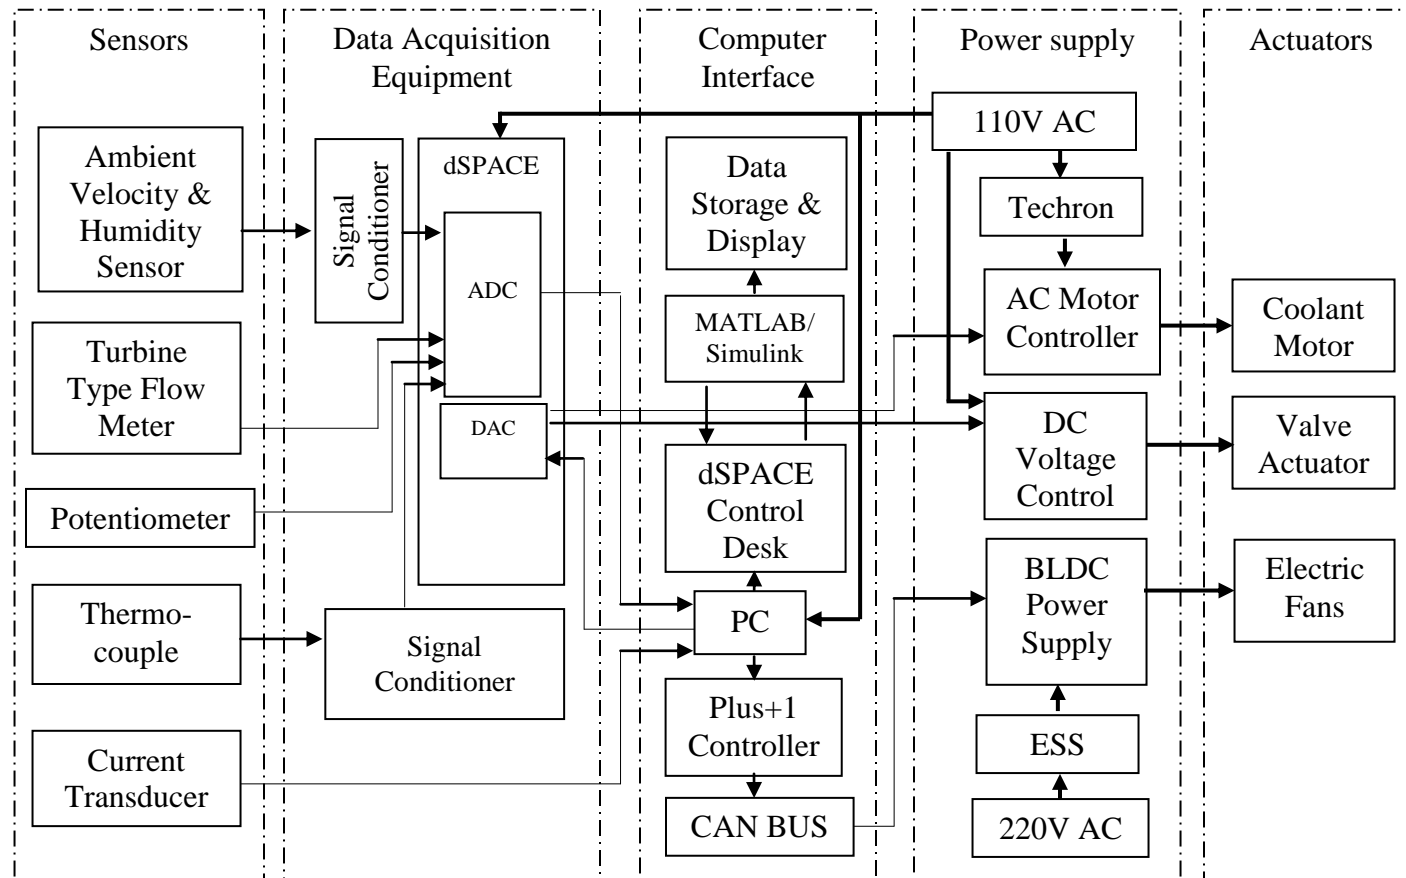 Sensors
Ambient
Velocity &
Humidity
Sensor
Turbine
Type Flow
Meter
Potentiometer
Thermo-
couple
Current
Transducer
Data Acquisition
Equipment
Signal
Conditioner
dSPACE
ADC
DAC
Signal
Conditioner
Computer
Interface
Data
Storage &
Display
MATLAB/
Simulink
dSPACE
Control
Desk
PC
Plus+1
Controller
CAN BUS
Power supply
110V AC
Techron
AC Motor
Controller
DC
Voltage
Control
BLDC
Power
Supply
ESS
220V AC
Actuators
Coolant
Motor
Valve
Actuator
Electric
Fans